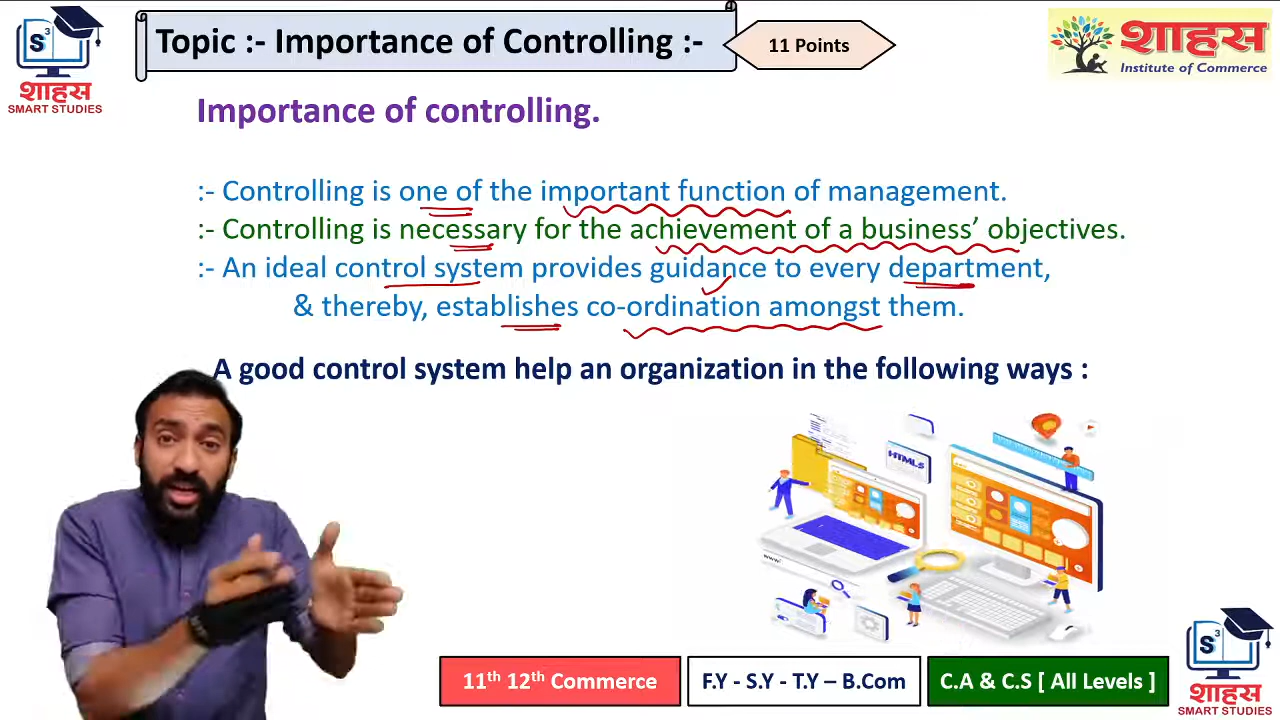 Topic :- Importance of Controlling :-
11 Points
S³
शाहस
SMART STUDIES
शाहस
Institute of Commerce
Importance of controlling.
:- Controlling is one of the important function of management.
:- Controlling is necessary for the achievement of a business’ objectives.
:- An ideal control system provides guidance to every department,
& thereby, establishes co-ordination amongst them.
A good control system help an organization in the following ways :
HTML5
www
11th 12th Commerce
F.Y - S.Y - T.Y – B.Com
C.A & C.S [ All Levels ]
S³
शाहस
SMART STUDIES